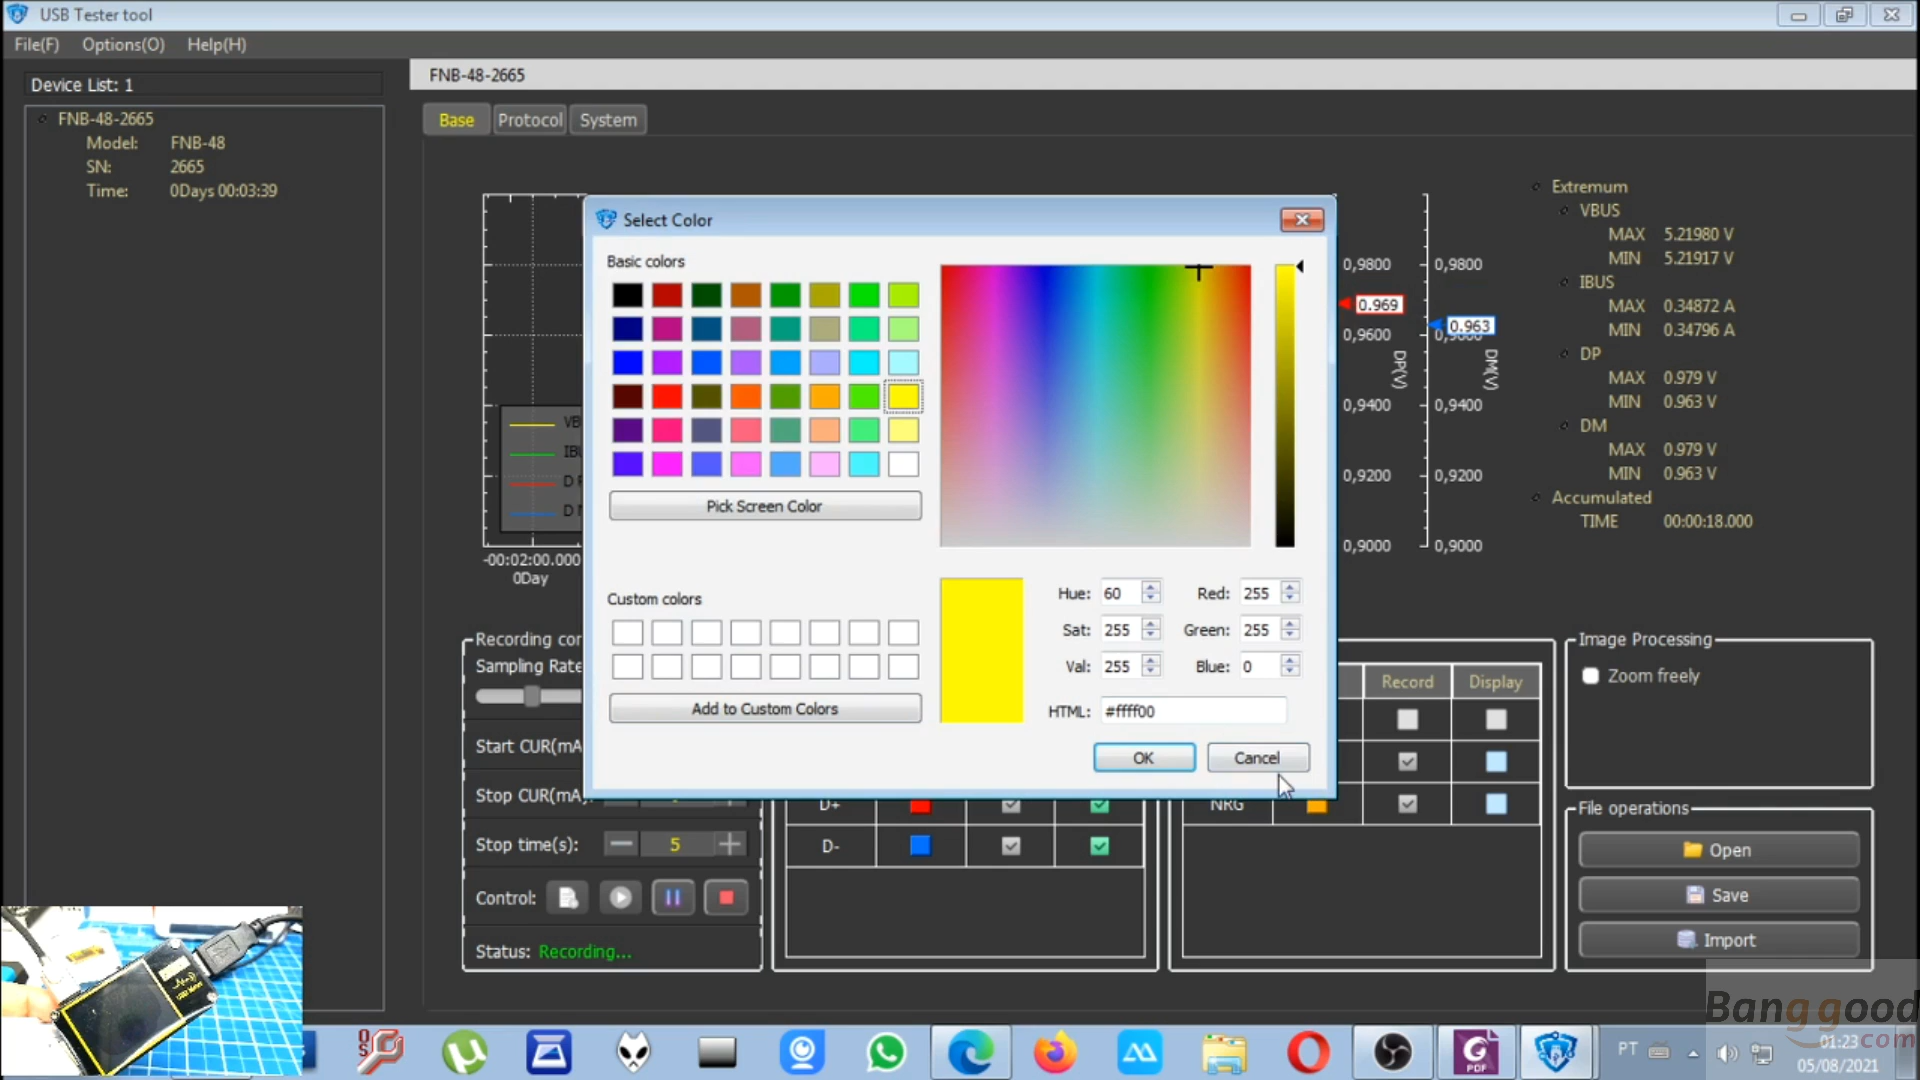 USB Tester tool
File(F) Options(O) Help(H)
Device List: 1
FNB-48-2665
Model: FNB-48
SN: 2665
Time: 0Days 00:03:39
FNB-48-2665
Base Protocol System
Select Color
Basic colors
Pick Screen Color
Custom colors
Add to Custom Colors
Hue: 60 Red: 255
Sat: 255 Green: 255
Val: 255 Blue: 0
HTML: #ffff00
OK Cancel
VB
IBU
D
D
-00:02:00.000
0Day
0,9800 0,9800
0.969
0.963
0,9600
DP(V) DM(V)
0,9400 0,9400
0,9200 0,9200
0,9000 0,9000
Extremum
VBUS
MAX 5.21980 V
MIN 5.21917 V
IBUS
MAX 0.34872 A
MIN 0.34796 A
DP
MAX 0.979 V
MIN 0.963 V
DM
MAX 0.979 V
MIN 0.963 V
Accumulated
TIME 00:00:18.000
Recording con
Sampling Rate
Start CUR(mA
Stop CUR(mA):
Stop time(s): 5
Control:
Status: Recording...
D+
D-
Record Display
NRG
Image Processing
Zoom freely
File operations
Open
Save
Import
USB Meter
Banggood
.com
PDF
PT
01:23
05/08/2021